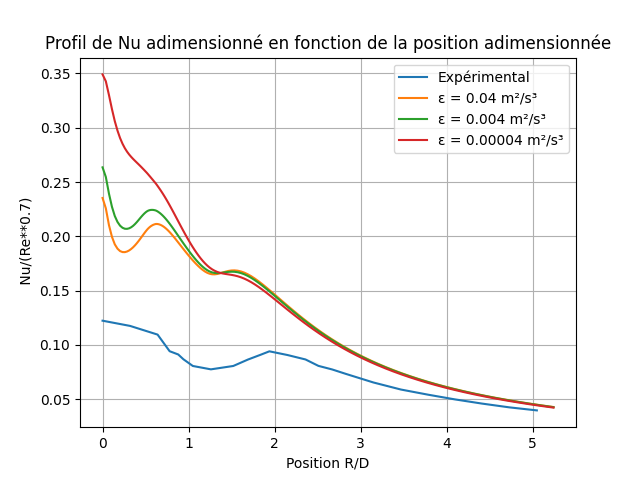 Profil de Nu adimensionné en fonction de la position adimensionnée
Expérimental
ε = 0.04 m²/s³
ε = 0.004 m²/s³
ε = 0.00004 m²/s³
0.35
0.30
0.25
0.20
0.15
0.10
0.05
Nu/(Re**0.7)
0 1 2 3 4 5
Position R/D